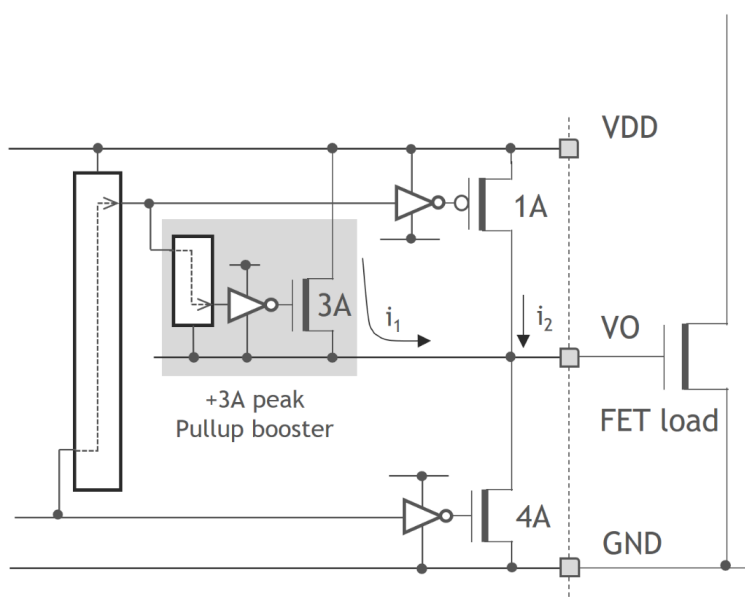 VDD
1A
3A
i₁
i₂
VO
+3A peak
Pullup booster
FET load
4A
GND